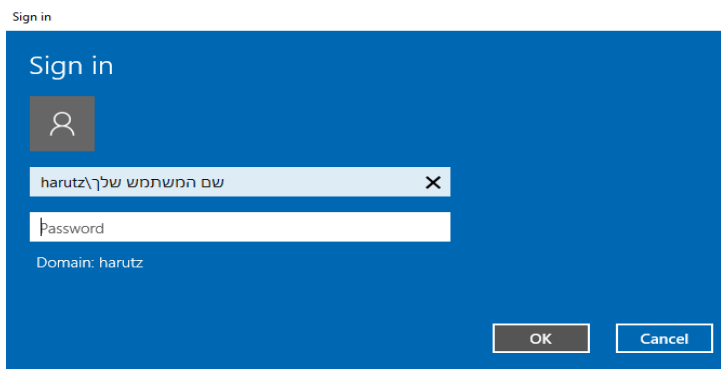 Sign in
Sign in
harutz\שם המשתמש שלך
Password
Domain: harutz
OK
Cancel